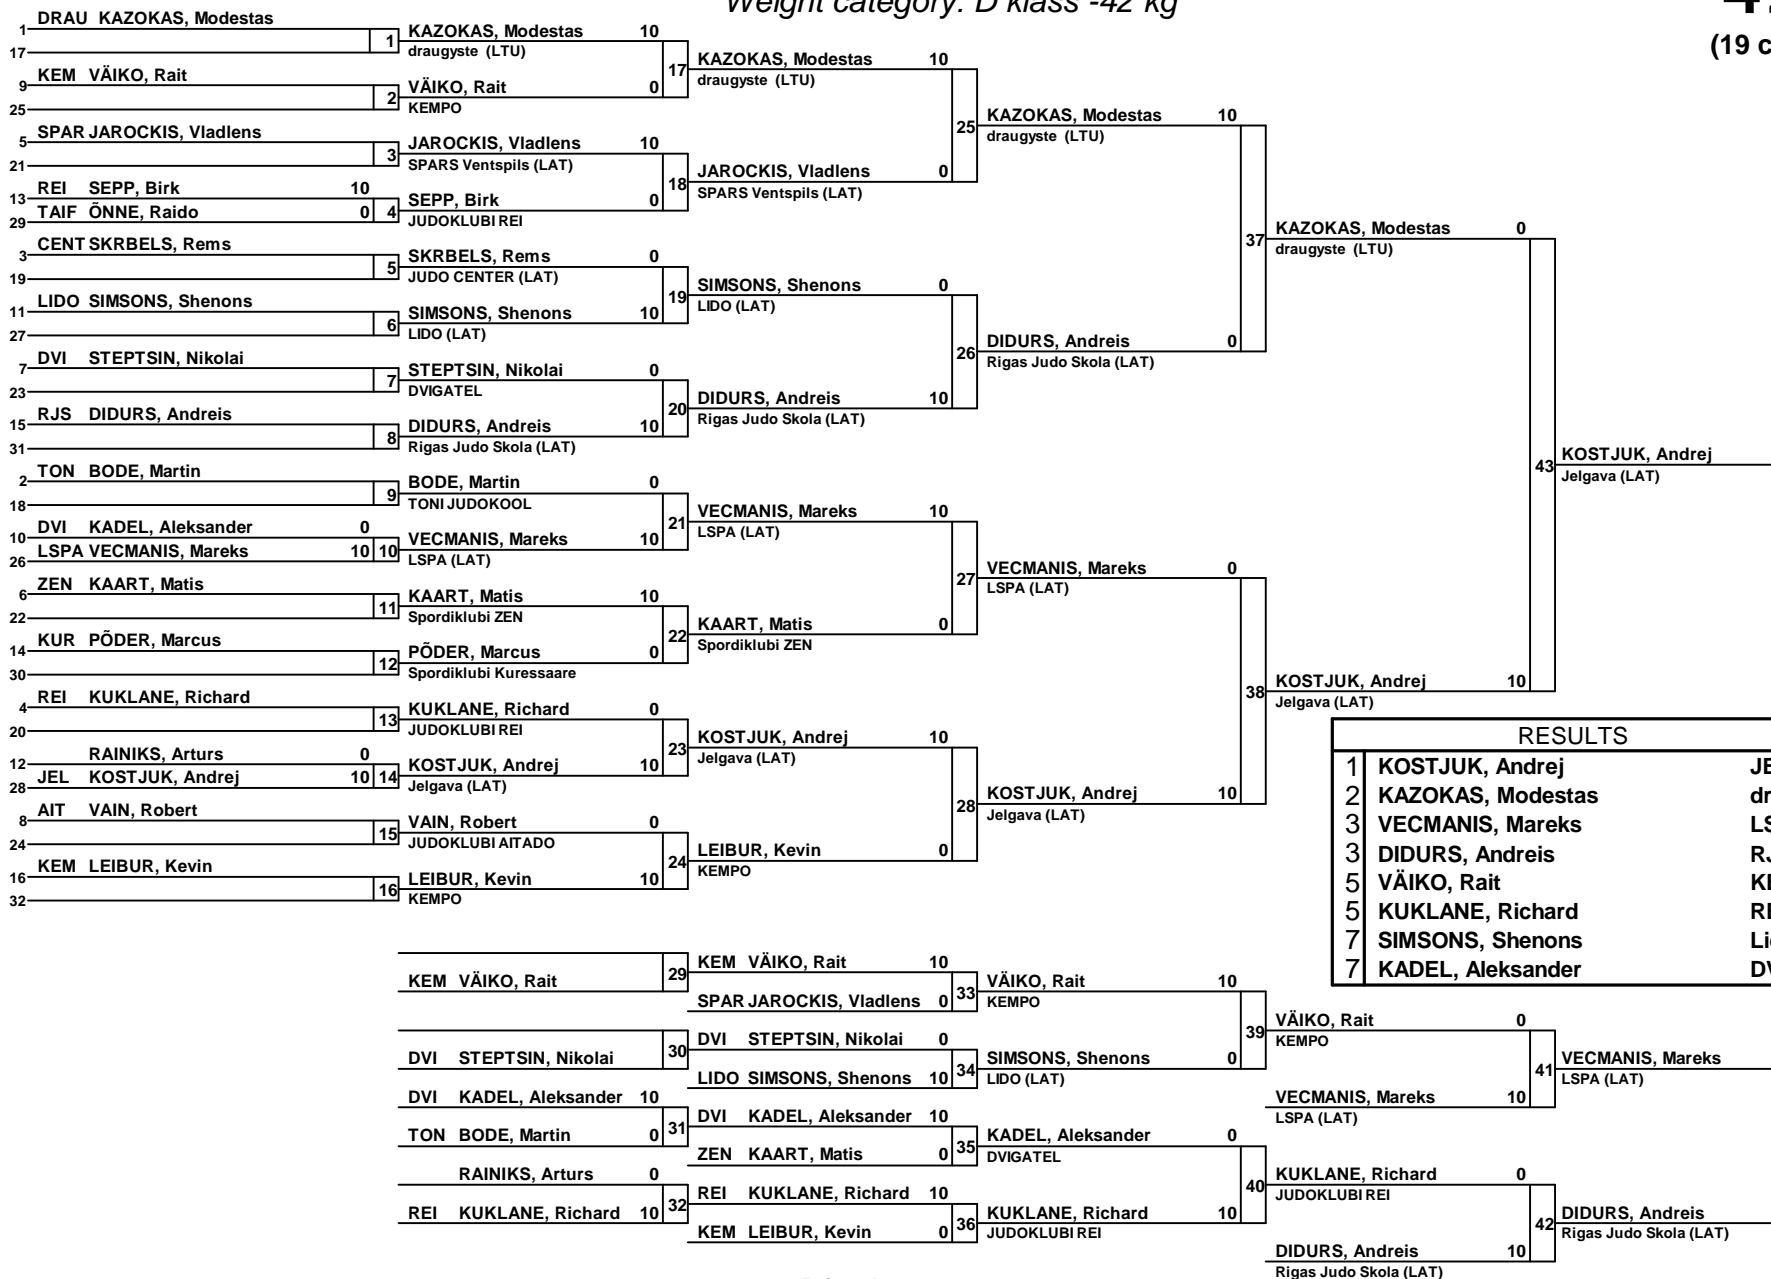 Weight category: D klass -42 kg
(19 c
1 DRAU KAZOKAS, Modestas
17
1
9 KEM VÄIKO, Rait
25
2
5 SPAR JAROCKIS, Vladlens
21
3
13 REI SEPP, Birk 10
29 TAIF ÕNNE, Raido 0
4
3 CENT SKRBELS, Rems
19
5
11 LIDO SIMSONS, Shenons
27
6
7 DVI STEPTSIN, Nikolai
23
7
15 RJS DIDURS, Andreis
31
8
2 TON BODE, Martin
18
9
10 DVI KADEL, Aleksander 0
26 LSPA VECMANIS, Mareks 10
10
6 ZEN KAART, Matis
22
11
14 KUR PÕDER, Marcus
30
12
4 REI KUKLANE, Richard
20
13
12 RAINIKS, Arturs 0
28 JEL KOSTJUK, Andrej 10
14
8 AIT VAIN, Robert
24
15
16 KEM LEIBUR, Kevin
32
16
KAZOKAS, Modestas 10
draugyste (LTU)
17
VÄIKO, Rait 0
KEMPO
JAROCKIS, Vladlens 10
SPARS Ventspils (LAT)
18
SEPP, Birk 0
JUDOKLUBI REI
SKRBELS, Rems 0
JUDO CENTER (LAT)
19
SIMSONS, Shenons 10
LIDO (LAT)
STEPTSIN, Nikolai 0
DVIGATEL
20
DIDURS, Andreis 10
Rigas Judo Skola (LAT)
BODE, Martin 0
TONI JUDOKOOL
21
VECMANIS, Mareks 10
LSPA (LAT)
KAART, Matis 10
Spordiklubi ZEN
22
PÕDER, Marcus 0
Spordiklubi Kuressaare
KUKLANE, Richard 0
JUDOKLUBI REI
23
KOSTJUK, Andrej 10
Jelgava (LAT)
VAIN, Robert 0
JUDOKLUBI AITADO
24
LEIBUR, Kevin 10
KEMPO
KAZOKAS, Modestas 10
draugyste (LTU)
25
JAROCKIS, Vladlens 0
SPARS Ventspils (LAT)
SIMSONS, Shenons 0
LIDO (LAT)
26
DIDURS, Andreis 10
Rigas Judo Skola (LAT)
VECMANIS, Mareks 10
LSPA (LAT)
27
KAART, Matis 0
Spordiklubi ZEN
KOSTJUK, Andrej 10
Jelgava (LAT)
28
LEIBUR, Kevin 0
KEMPO
KAZOKAS, Modestas 10
draugyste (LTU)
37
DIDURS, Andreis 0
Rigas Judo Skola (LAT)
VECMANIS, Mareks 0
LSPA (LAT)
38
KOSTJUK, Andrej 10
Jelgava (LAT)
KAZOKAS, Modestas 0
draugyste (LTU)
43
KOSTJUK, Andrej 10
Jelgava (LAT)
KOSTJUK, Andrej
Jelgava (LAT)
RESULTS
1 KOSTJUK, Andrej JE
2 KAZOKAS, Modestas dr
3 VECMANIS, Mareks LS
3 DIDURS, Andreis RJ
5 VÄIKO, Rait KE
5 KUKLANE, Richard RE
7 SIMSONS, Shenons Li
7 KADEL, Aleksander DV
KEM VÄIKO, Rait
29
DVI STEPTSIN, Nikolai
30
DVI KADEL, Aleksander 10
TON BODE, Martin 0
31
RAINIKS, Arturs 0
REI KUKLANE, Richard 10
32
KEM VÄIKO, Rait 10
SPAR JAROCKIS, Vladlens 0
33
DVI STEPTSIN, Nikolai 0
LIDO SIMSONS, Shenons 10
34
DVI KADEL, Aleksander 10
ZEN KAART, Matis 0
35
REI KUKLANE, Richard 10
KEM LEIBUR, Kevin 0
36
VÄIKO, Rait 10
KEMPO
39
SIMSONS, Shenons 0
LIDO (LAT)
KADEL, Aleksander 0
DVIGATEL
40
KUKLANE, Richard 10
JUDOKLUBI REI
VÄIKO, Rait 0
KEMPO
41
VECMANIS, Mareks 10
LSPA (LAT)
KUKLANE, Richard 0
JUDOKLUBI REI
42
DIDURS, Andreis 10
Rigas Judo Skola (LAT)
VECMANIS, Mareks
LSPA (LAT)
DIDURS, Andreis
Rigas Judo Skola (LAT)